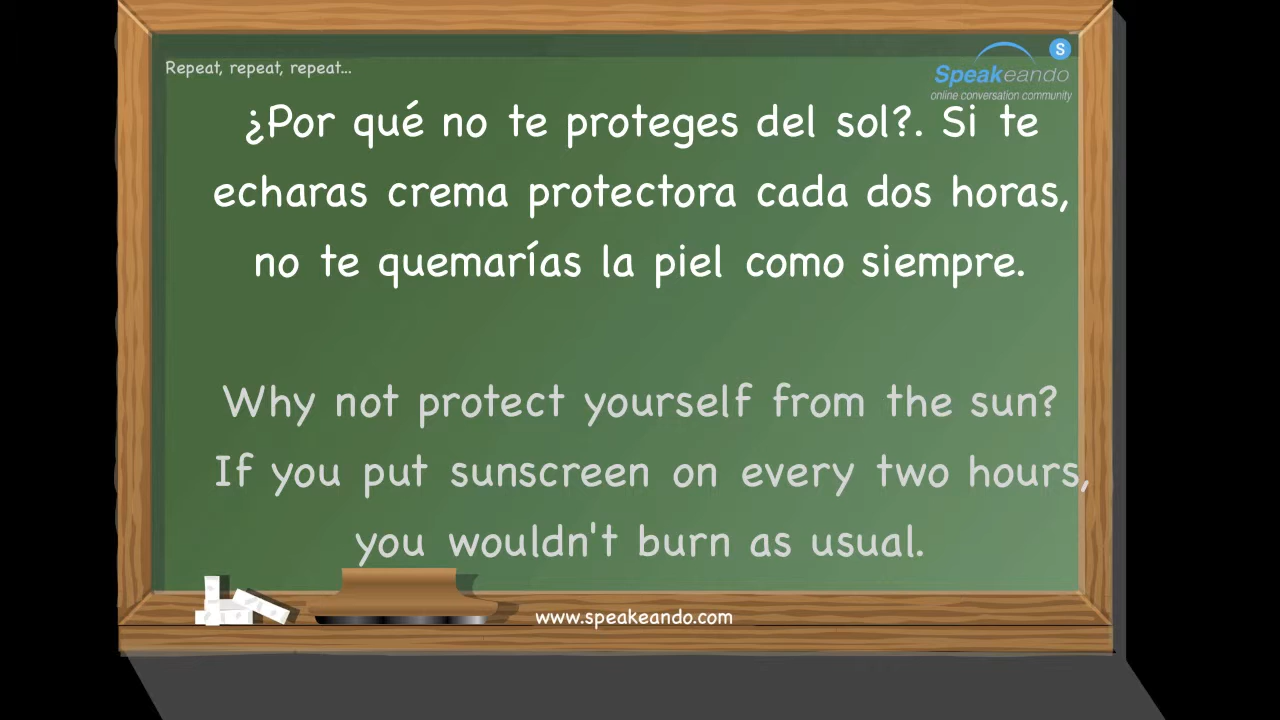 Repeat, repeat, repeat...
S
Speakeando
online conversation community
¿Por qué no te proteges del sol?. Si te
echaras crema protectora cada dos horas,
no te quemarías la piel como siempre.
Why not protect yourself from the sun?
If you put sunscreen on every two hours,
you wouldn't burn as usual.
www.speakeando.com